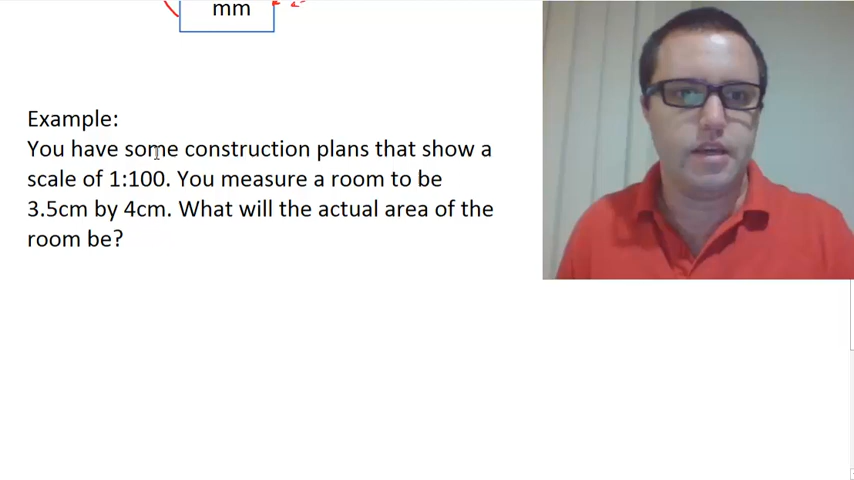 mm
Example:
You have some construction plans that show a
scale of 1:100. You measure a room to be
3.5cm by 4cm. What will the actual area of the
room be?